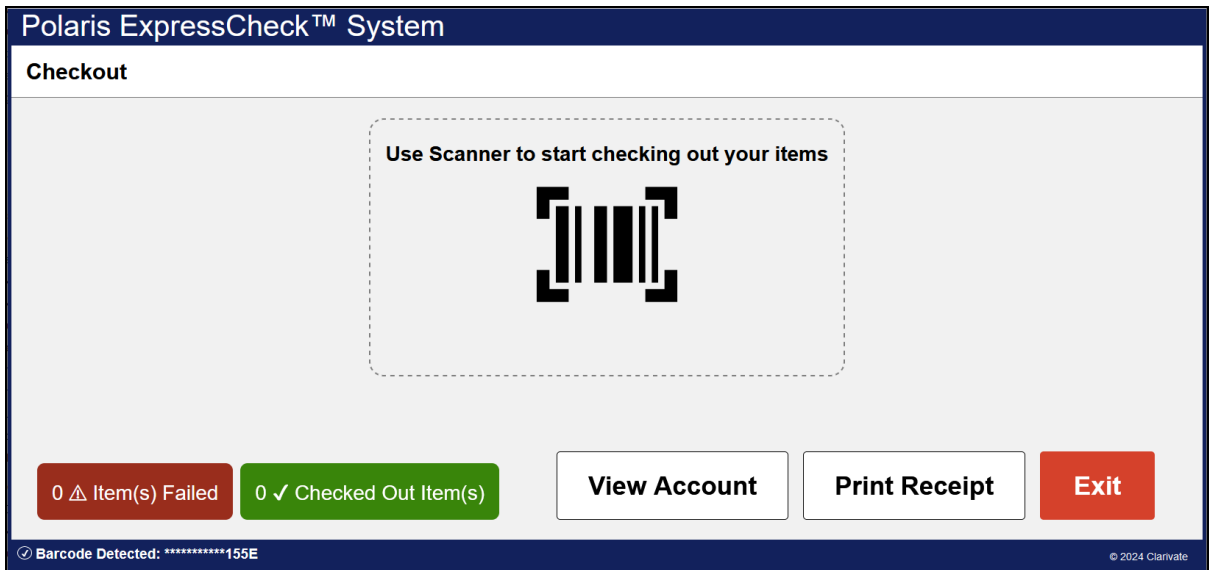 Polaris ExpressCheck™ System
Checkout
Use Scanner to start checking out your items
0 ⚠ Item(s) Failed
0 ✓ Checked Out Item(s)
View Account
Print Receipt
Exit
Barcode Detected: ***********155E
© 2024 Clarivate